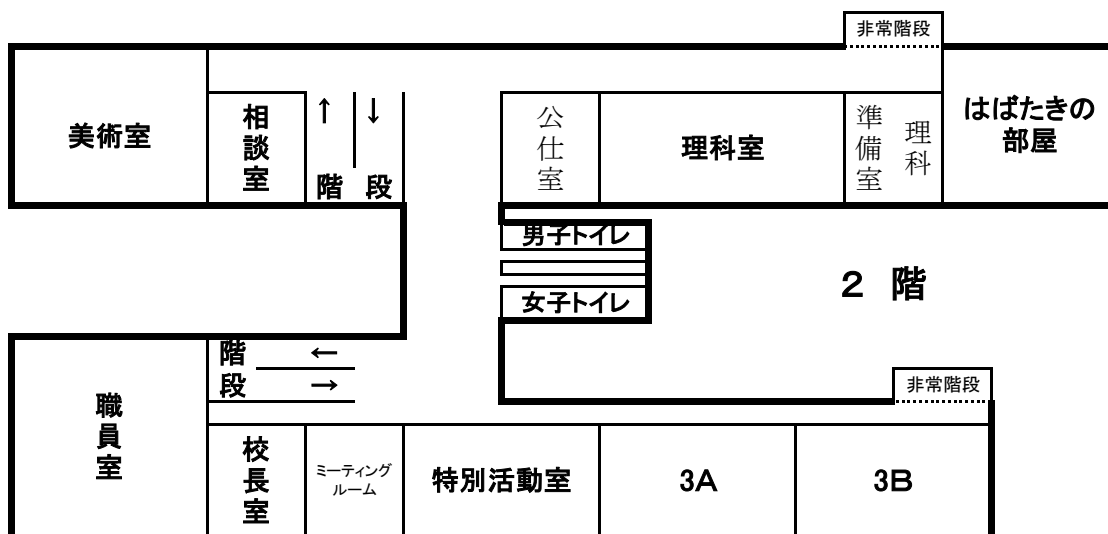 非常階段
美術室
相談室
↑
↓
階段
公仕室
理科室
理科
準備室
はばたきの
部屋
男子トイレ
女子トイレ
2 階
階段
←
→
非常階段
職員室
校長室
ミーティング
ルーム
特別活動室
3A
3B